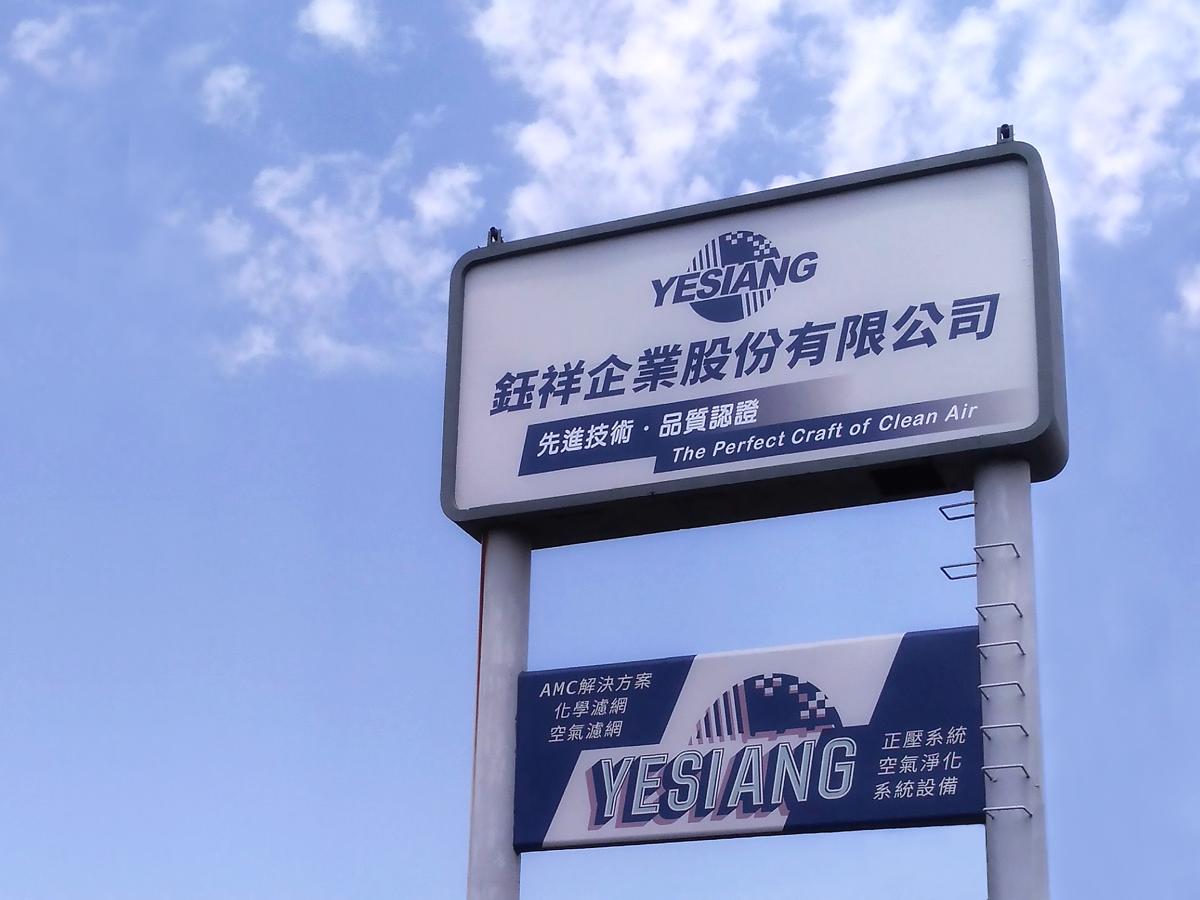 YESIANG
鈺祥企業股份有限公司
先進技術・品質認證
The Perfect Craft of Clean Air
AMC解決方案
化學濾網
空氣濾網
YESIANG
正壓系統
空氣淨化
系統設備